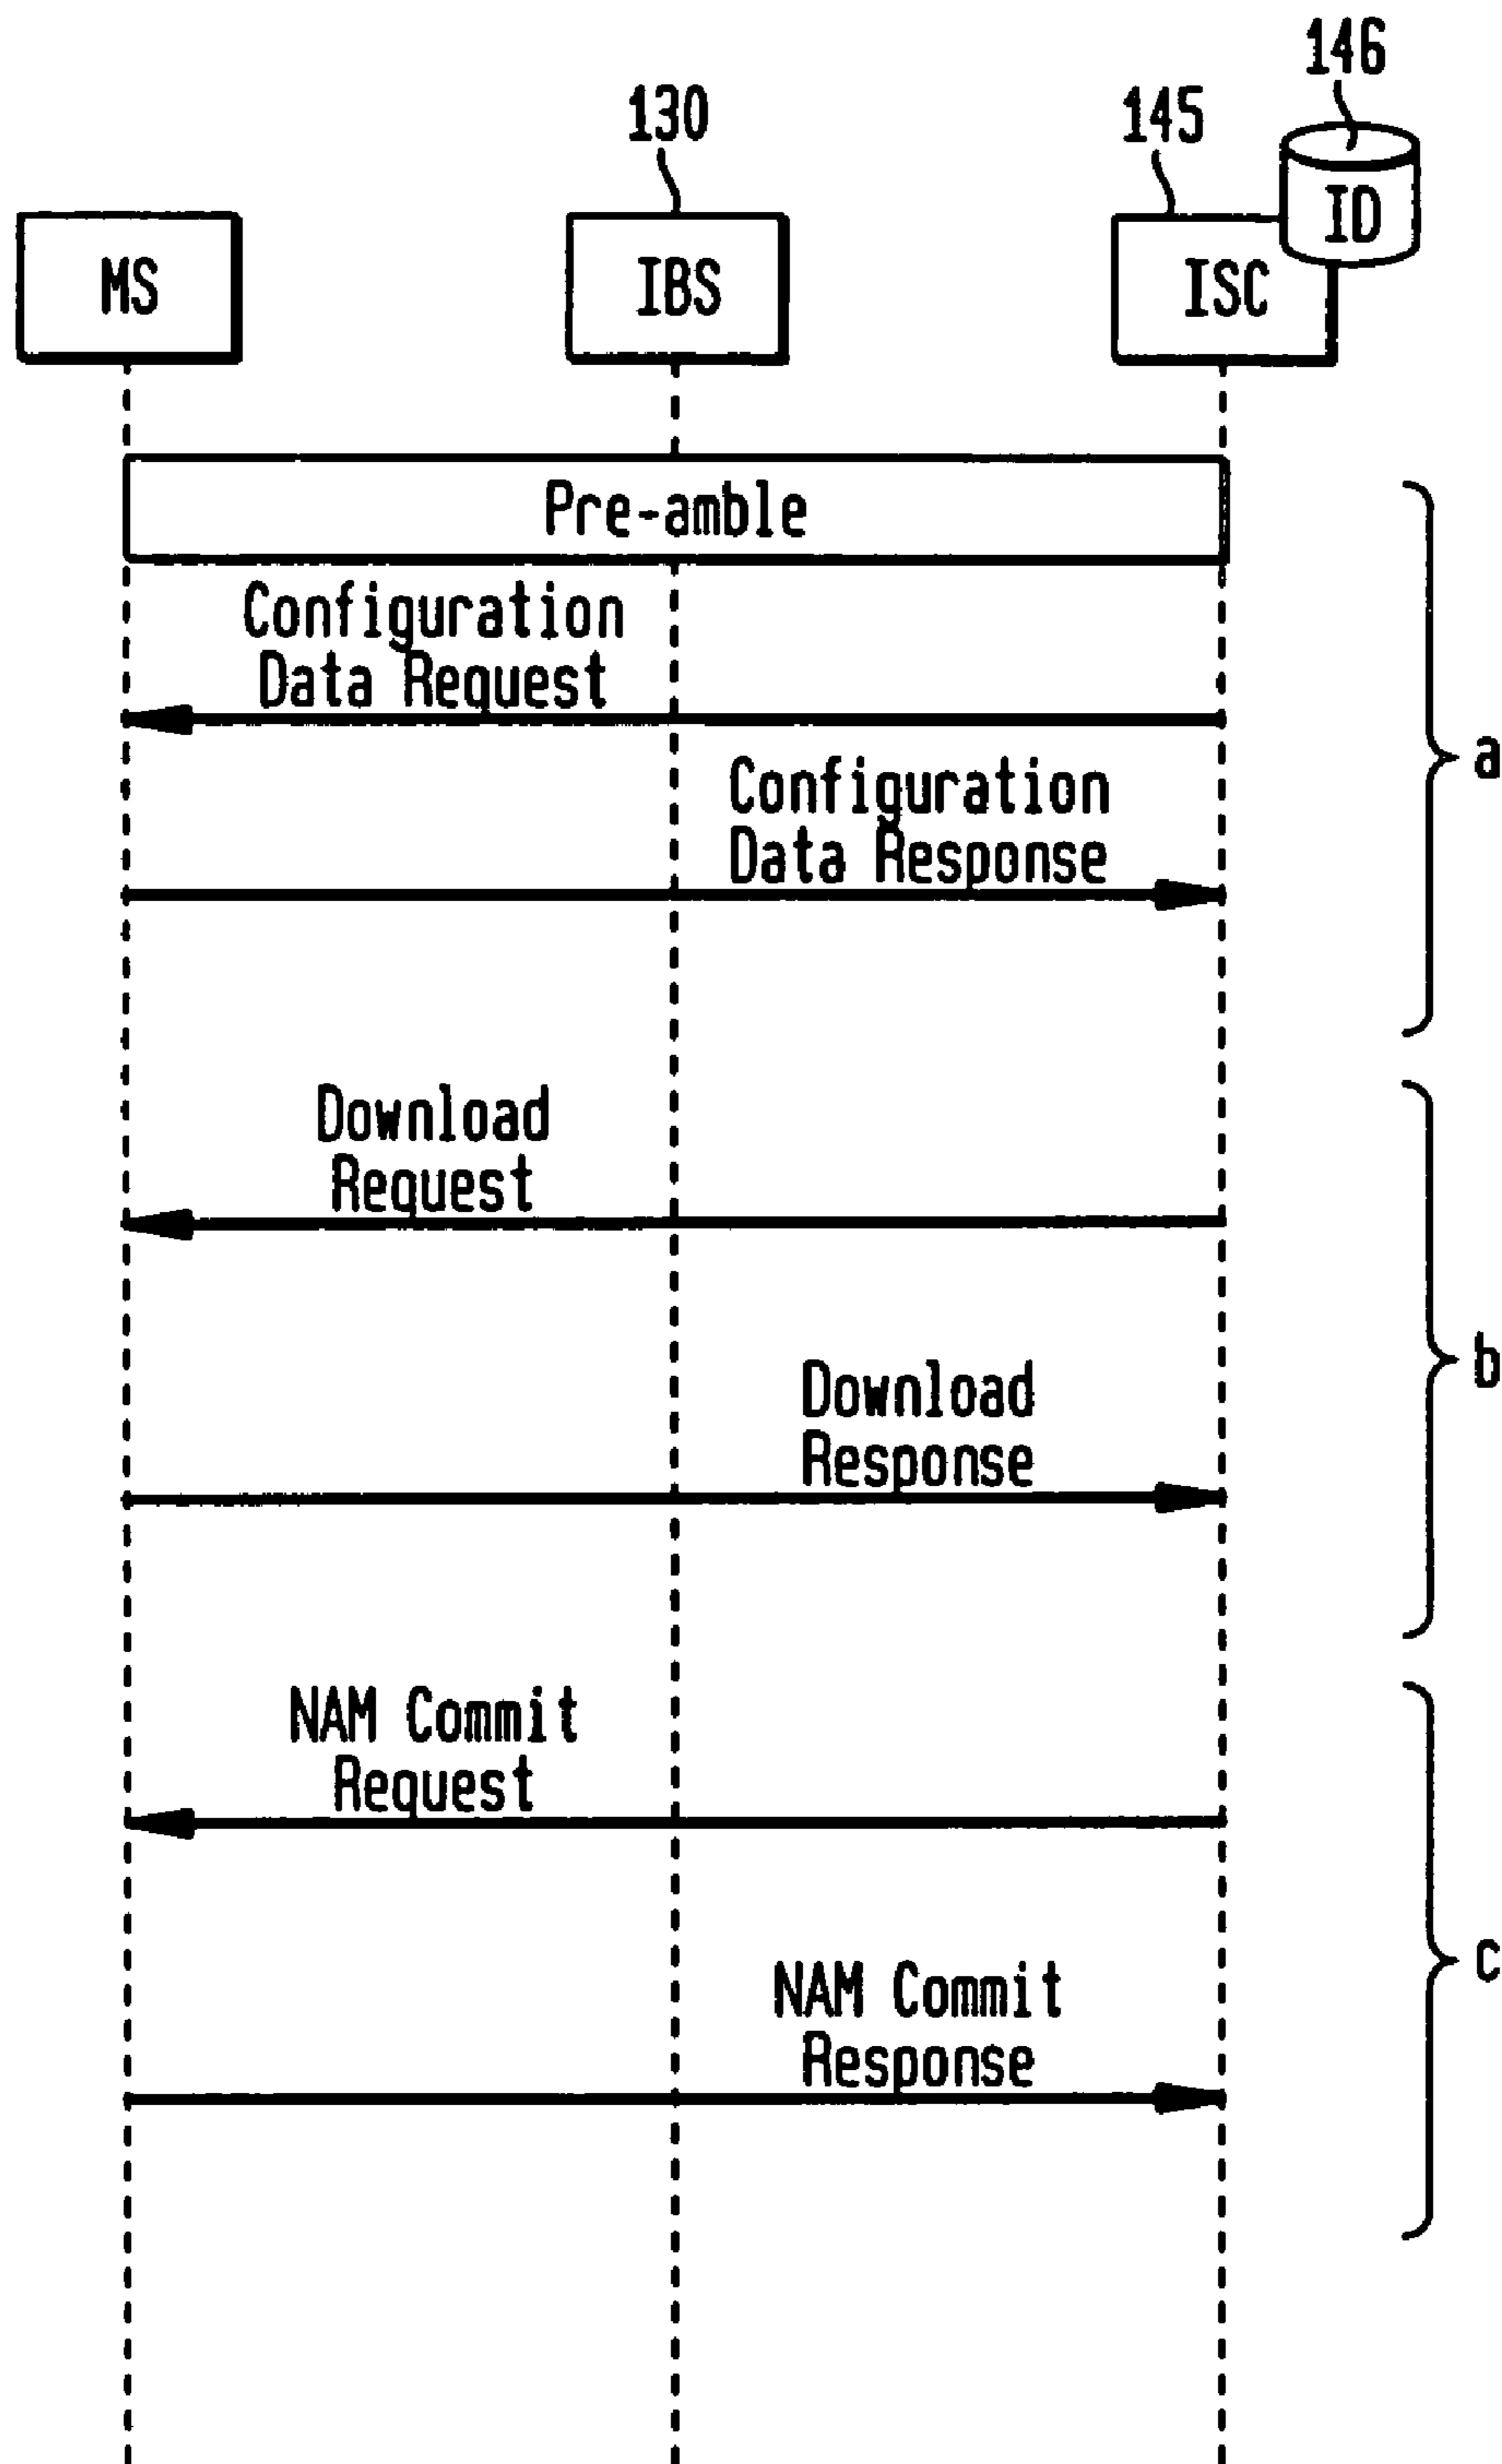 146
130
145
ID
MS
IBS
ISC
Pre-amble
Configuration
Data Request
a
Configuration
Data Response
Download
Request
b
Download
Response
NAM Commit
Request
c
NAM Commit
Response